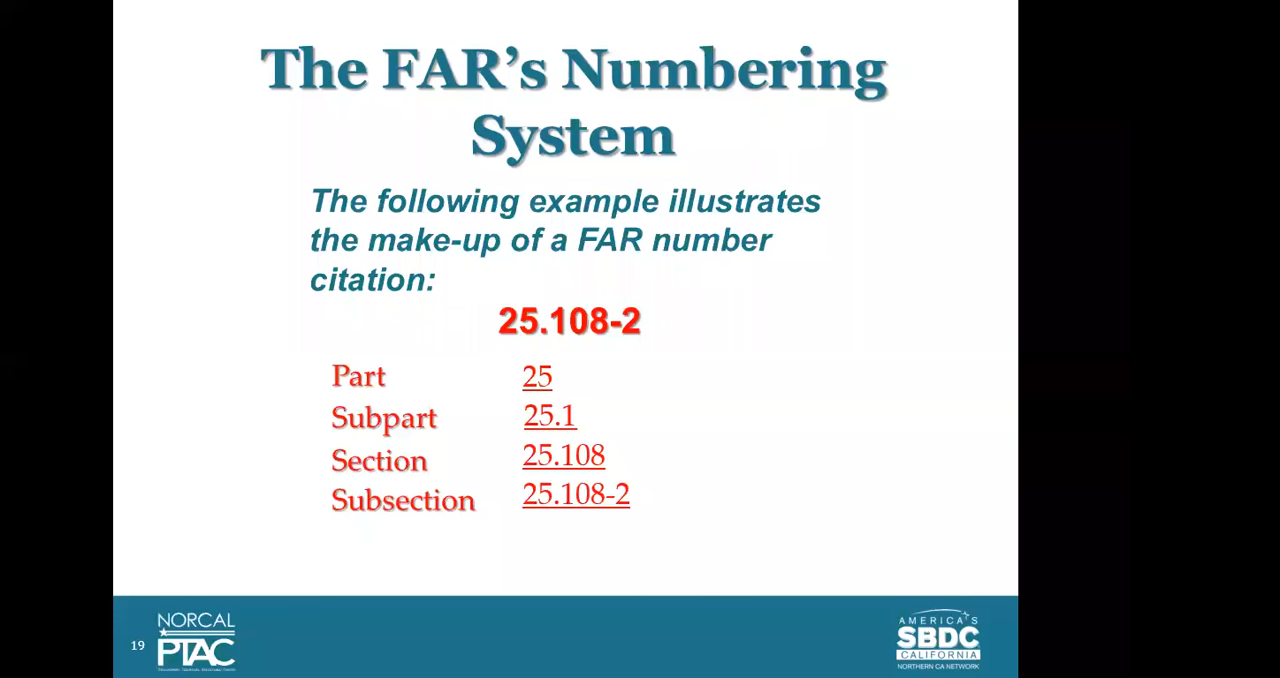 The FAR's Numbering
System
The following example illustrates
the make-up of a FAR number
citation:
25.108-2
Part 25
Subpart 25.1
Section 25.108
Subsection 25.108-2
19
NORCAL
PTAC
AMERICA'S
SBDC
CALIFORNIA
NORTHERN CA NETWORK